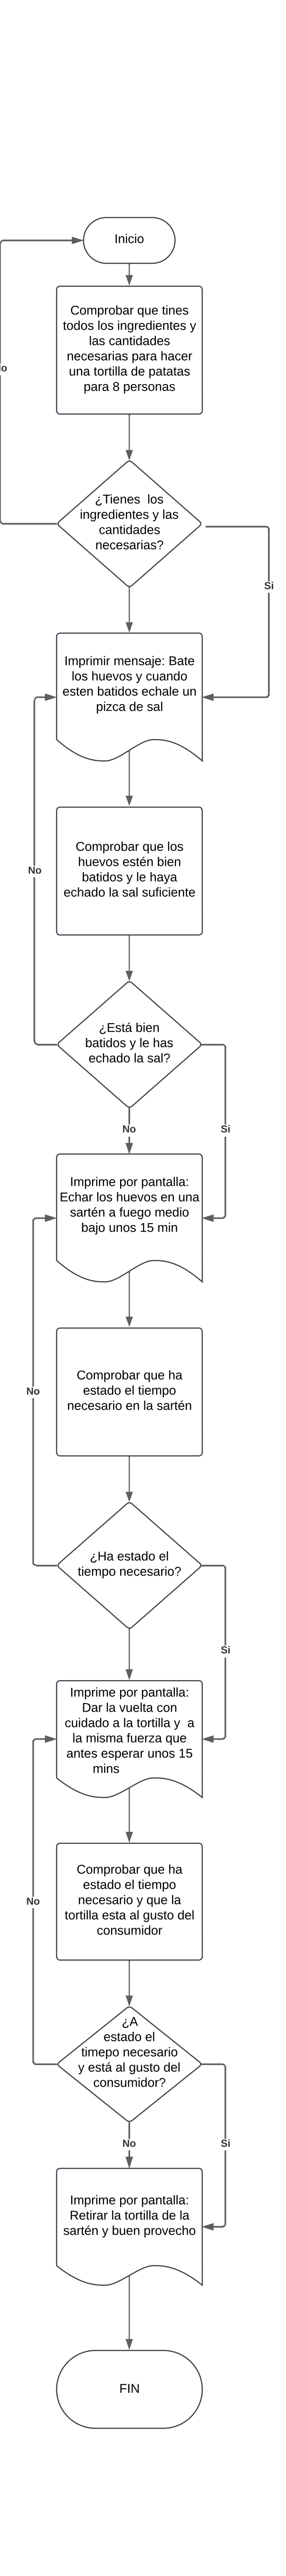 Inicio
Comprobar que tines
todos los ingredientes y
las cantidades
necesarias para hacer
una tortilla de patatas
para 8 personas
¿Tienes los
ingredientes y las
cantidades
necesarias?
Si
Imprimir mensaje: Bate
los huevos y cuando
esten batidos echale un
pizca de sal
No
Comprobar que los
huevos estén bien
batidos y le haya
echado la sal suficiente
¿Está bien
batidos y le has
echado la sal?
No
Si
Imprime por pantalla:
Echar los huevos en una
sartén a fuego medio
bajo unos 15 min
No
Comprobar que ha
estado el tiempo
necesario en la sartén
¿Ha estado el
tiempo necesario?
Si
Imprime por pantalla:
Dar la vuelta con
cuidado a la tortilla y a
la misma fuerza que
antes esperar unos 15
mins
No
Comprobar que ha
estado el tiempo
necesario y que la
tortilla esta al gusto del
consumidor
¿A
estado el
timepo necesario
y está al gusto del
consumidor?
No
Si
Imprime por pantalla:
Retirar la tortilla de la
sartén y buen provecho
FIN